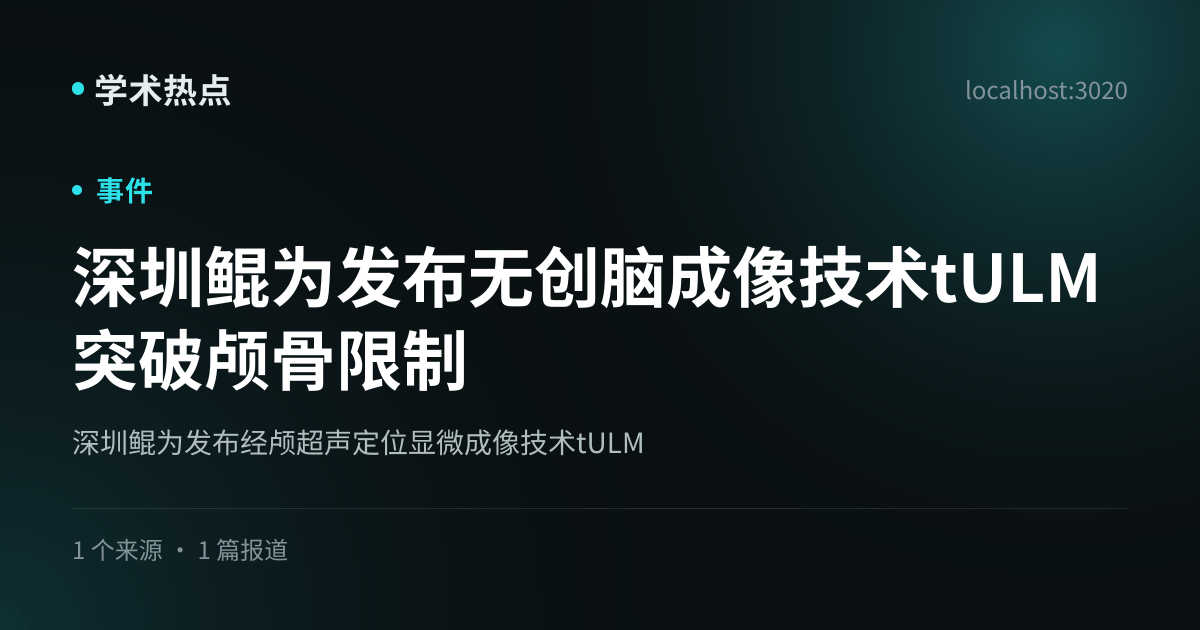 学术热点
localhost:3020
事件
深圳鲲为发布无创脑成像技术tULM
突破颅骨限制
深圳鲲为发布经颅超声定位显微成像技术tULM
1 个来源 · 1 篇报道